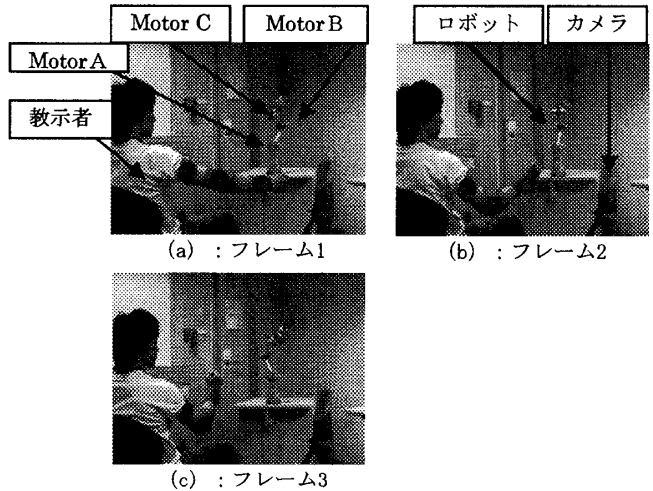 Motor C
Motor B
ロボット
カメラ
Motor A
教示者
(a) : フレーム1
(b) : フレーム2
(c) : フレーム3